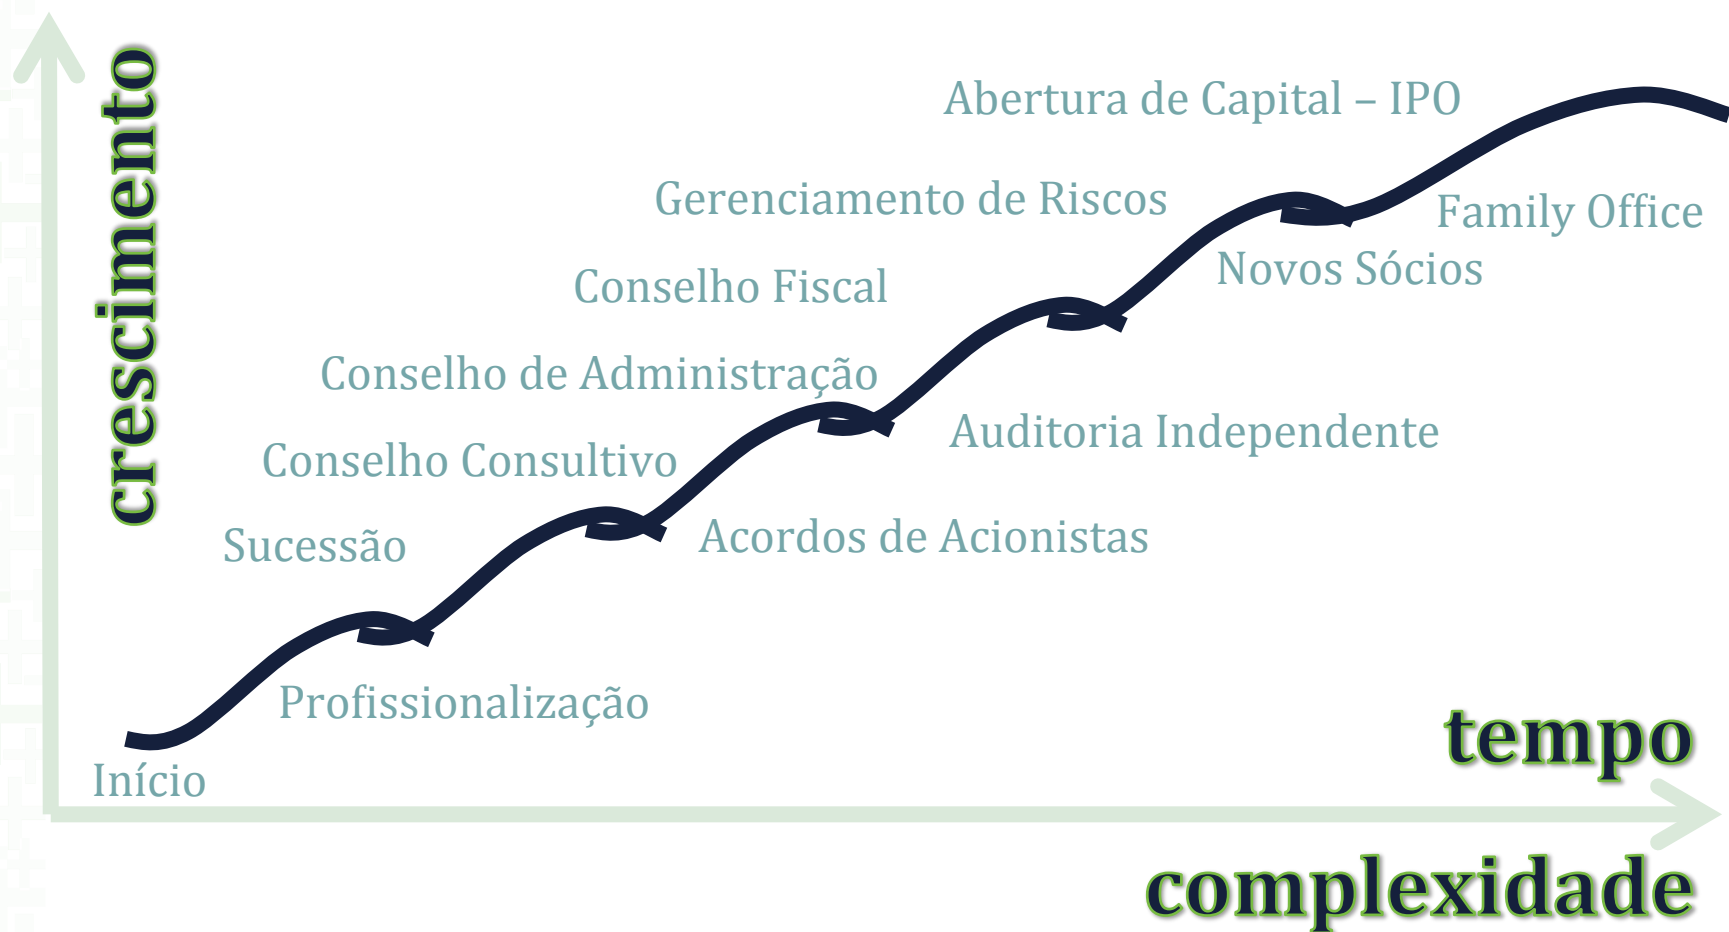 crescimento
Abertura de Capital – IPO
Gerenciamento de Riscos
Family Office
Conselho Fiscal
Novos Sócios
Conselho de Administração
Auditoria Independente
Conselho Consultivo
Acordos de Acionistas
Sucessão
Profissionalização
Início
tempo
complexidade